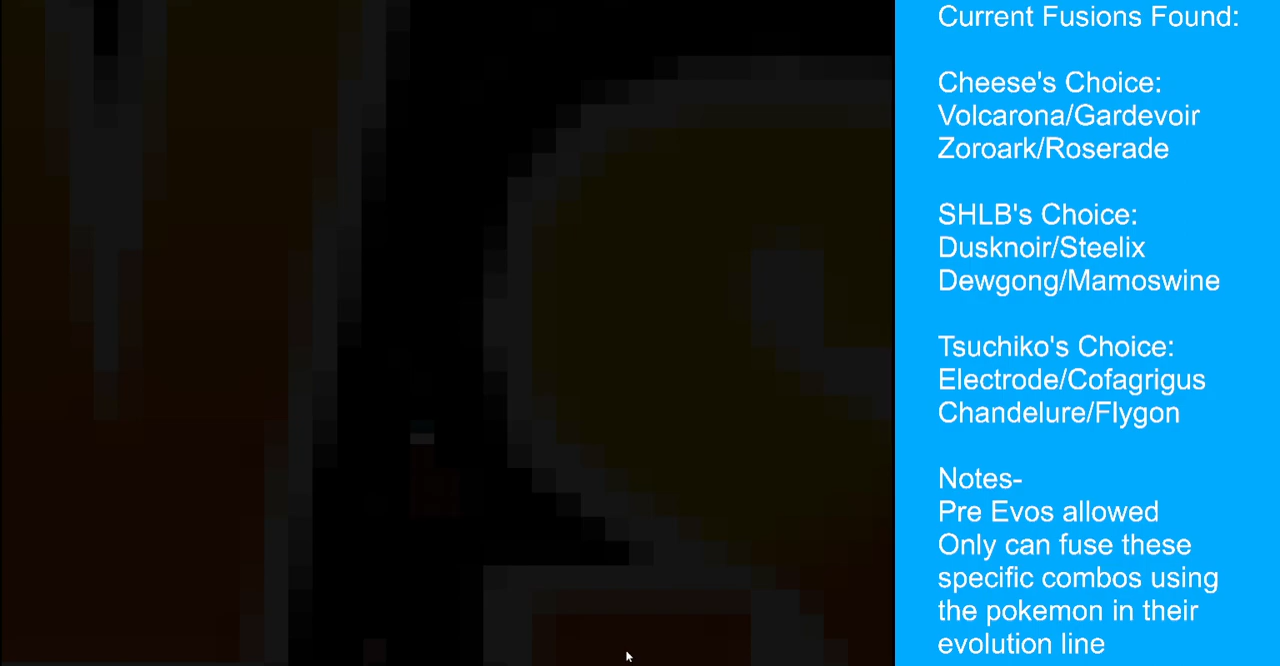 Current Fusions Found:
Cheese's Choice:
Volcarona/Gardevoir
Zoroark/Roserade
SHLB's Choice:
Dusknoir/Steelix
Dewgong/Mamoswine
Tsuchiko's Choice:
Electrode/Cofagrigus
Chandelure/Flygon
Notes-
Pre Evos allowed
Only can fuse these
specific combos using
the pokemon in their
evolution line